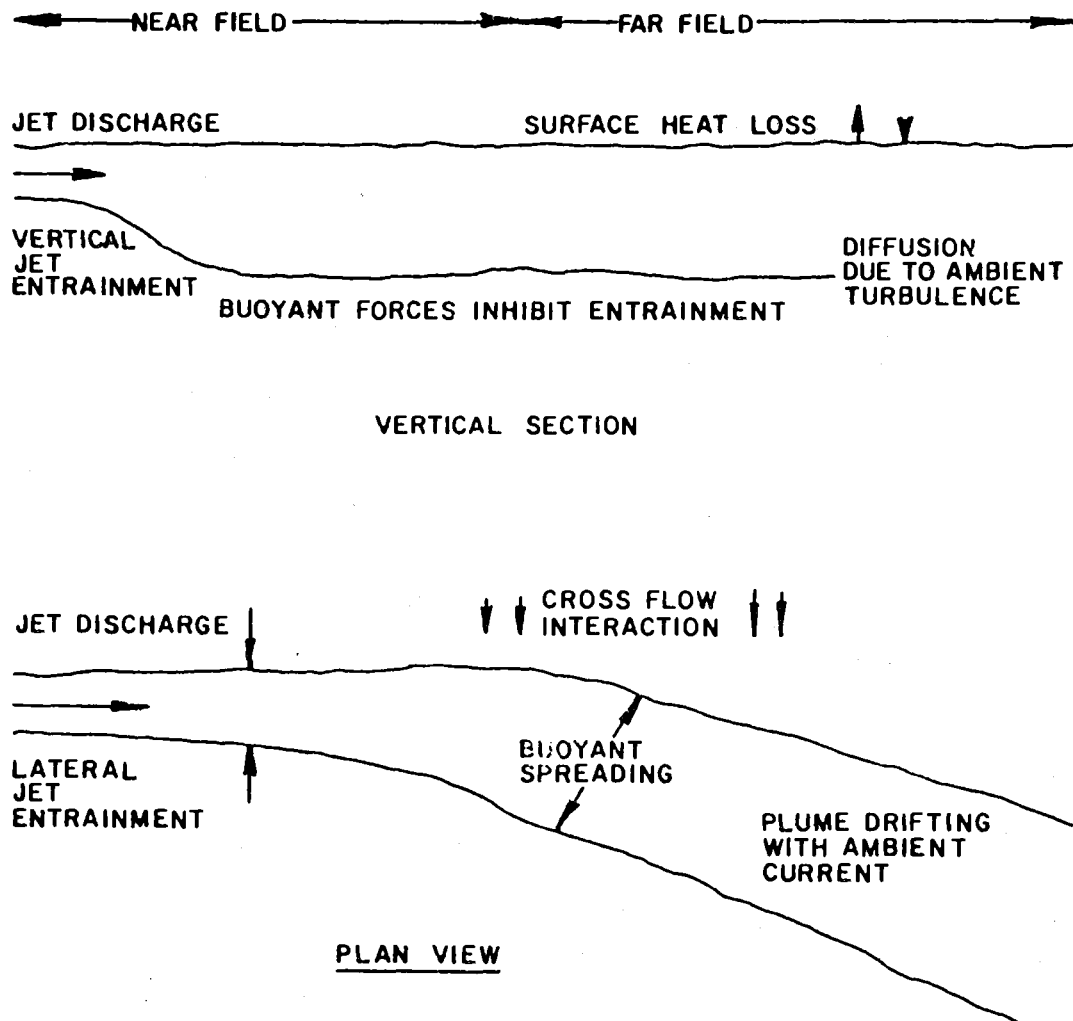 NEAR FIELD
FAR FIELD
JET DISCHARGE
SURFACE HEAT LOSS
VERTICAL
JET
ENTRAINMENT
DIFFUSION
DUE TO AMBIENT
TURBULENCE
BUOYANT FORCES INHIBIT ENTRAINMENT
VERTICAL SECTION
JET DISCHARGE
CROSS FLOW
INTERACTION
LATERAL
JET
ENTRAINMENT
BUOYANT
SPREADING
PLUME DRIFTING
WITH AMBIENT
CURRENT
PLAN VIEW